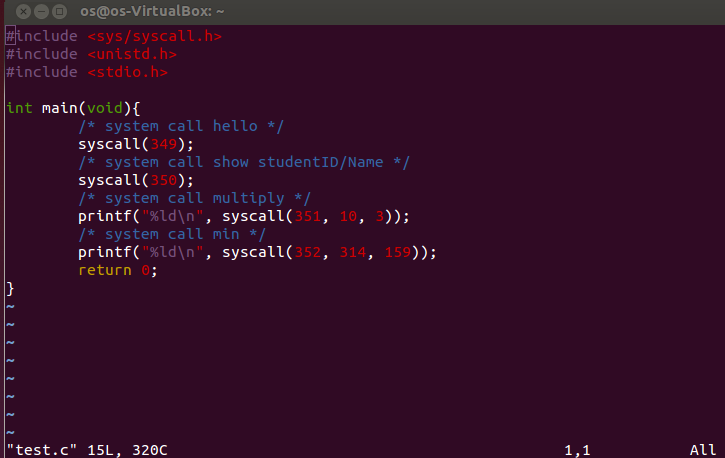 os@os-VirtualBox: ~
#include <sys/syscall.h>
#include <unistd.h>
#include <stdio.h>
int main(void){
/* system call hello */
syscall(349);
/* system call show studentID/Name */
syscall(350);
/* system call multiply */
printf("%ld\n", syscall(351, 10, 3));
/* system call min */
printf("%ld\n", syscall(352, 314, 159));
return 0;
}
~
~
~
~
~
~
~
~
"test.c" 15L, 320C 1,1 All